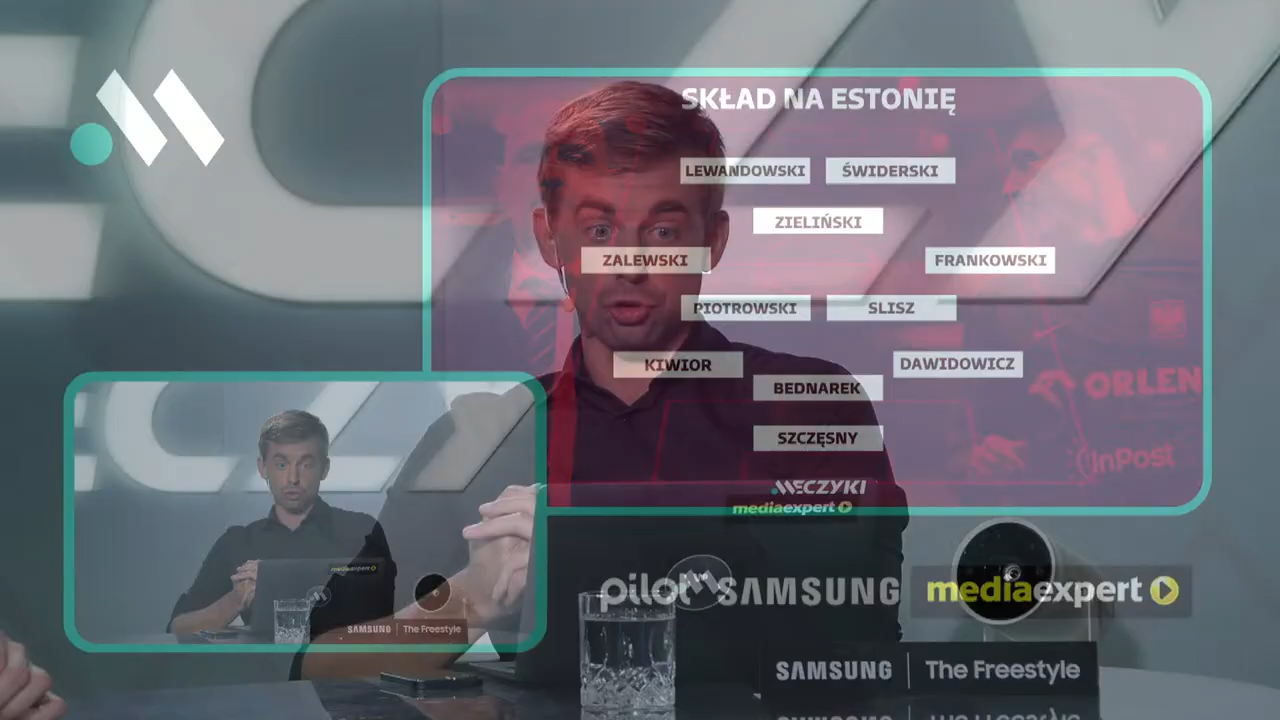 SKŁAD NA ESTONIĘ
LEWANDOWSKI ŚWIDERSKI
ZIELIŃSKI
ZALEWSKI FRANKOWSKI
PIOTROWSKI SLISZ
KIWIOR DAWIDOWICZ
BEDNAREK
SZCZĘSNY
ORLEN
InPost
MECZYKI
mediaexpert
pilot SAMSUNG mediaexpert
SAMSUNG | The Freestyle
mediaexpert
SAMSUNG | The Freestyle